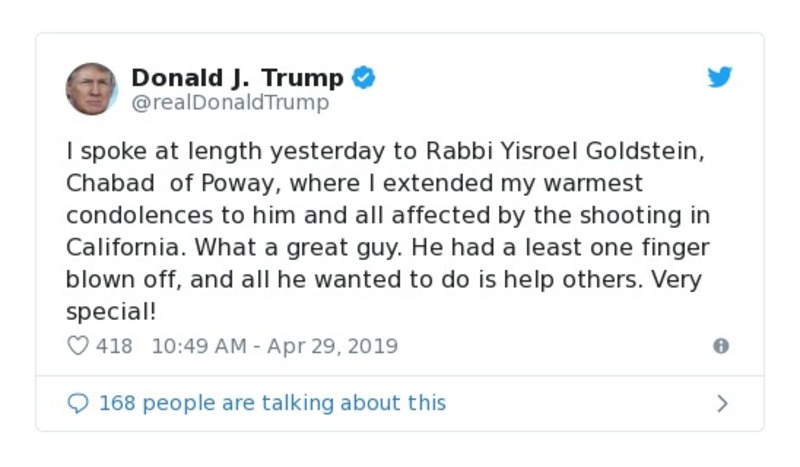 Donald J. Trump
@realDonaldTrump
I spoke at length yesterday to Rabbi Yisroel Goldstein,
Chabad  of Poway, where I extended my warmest
condolences to him and all affected by the shooting in
California. What a great guy. He had a least one finger
blown off, and all he wanted to do is help others. Very
special!
418 10:49 AM - Apr 29, 2019
168 people are talking about this